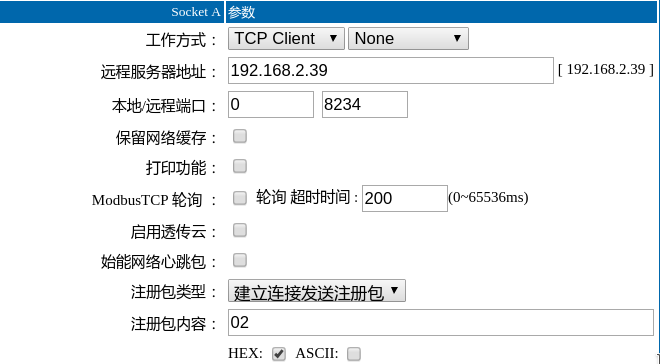 Socket A 参数
工作方式： TCP Client None
远程服务器地址： 192.168.2.39 [ 192.168.2.39 ]
本地/远程端口： 0 8234
保留网络缓存：
打印功能：
ModbusTCP 轮询 ： 轮询 超时时间 : 200 (0~65536ms)
启用透传云：
始能网络心跳包：
注册包类型： 建立连接发送注册包
注册包内容： 02
HEX: ASCII: